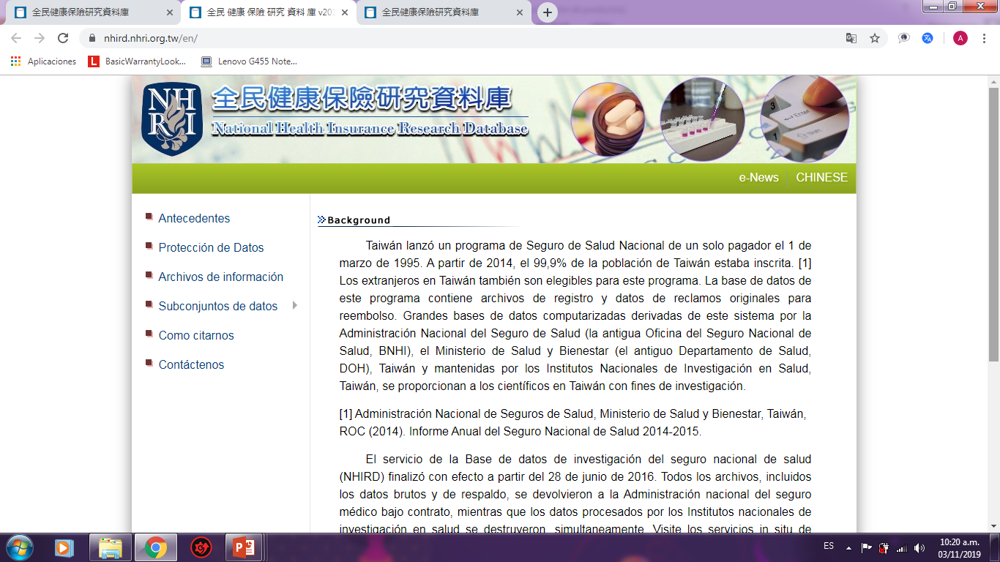 全民健康保險研究資料庫
全民 健康 保險 研究 資料 庫 v20
全民健康保險研究資料庫
nhird.nhri.org.tw/en/
A
Aplicaciones
BasicWarrantyLook...
Lenovo G455 Note...
NH
RI
全民健康保險研究資料庫
National Health Insurance Research Database
e-News
CHINESE
Antecedentes
Protección de Datos
Archivos de información
Subconjuntos de datos
Como citarnos
Contáctenos
Background
Taiwán lanzó un programa de Seguro de Salud Nacional de un solo pagador el 1 de
marzo de 1995. A partir de 2014, el 99,9% de la población de Taiwán estaba inscrita. [1]
Los extranjeros en Taiwán también son elegibles para este programa. La base de datos de
este programa contiene archivos de registro y datos de reclamos originales para
reembolso. Grandes bases de datos computarizadas derivadas de este sistema por la
Administración Nacional del Seguro de Salud (la antigua Oficina del Seguro Nacional de
Salud, BNHI), el Ministerio de Salud y Bienestar (el antiguo Departamento de Salud,
DOH), Taiwán y mantenidas por los Institutos Nacionales de Investigación en Salud,
Taiwán, se proporcionan a los científicos en Taiwán con fines de investigación.
[1] Administración Nacional de Seguros de Salud, Ministerio de Salud y Bienestar, Taiwán,
ROC (2014). Informe Anual del Seguro Nacional de Salud 2014-2015.
El servicio de la Base de datos de investigación del seguro nacional de salud
(NHIRD) finalizó con efecto a partir del 28 de junio de 2016. Todos los archivos, incluidos
los datos brutos y de respaldo, se devolvieron a la Administración nacional del seguro
médico bajo contrato, mientras que los datos procesados por los Institutos nacionales de
investigación en salud se destruyeron simultáneamente. Visite los servicios in situ de
ES
10:20 a.m.
03/11/2019